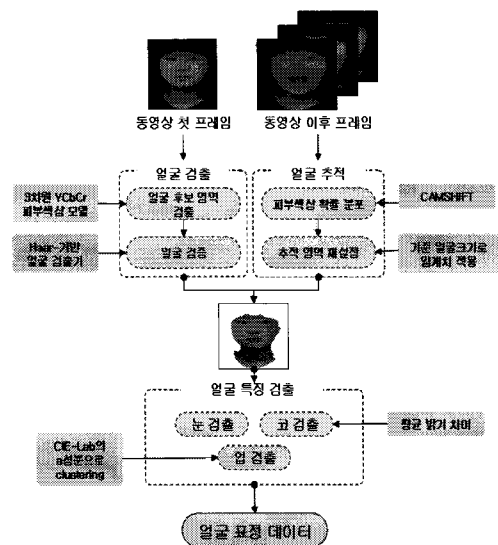 동영상 첫 프레임
동영상 이후 프레임
얼굴 검출
얼굴 추적
3차원 YCbCr
피부색상 모델
얼굴 후보 영역
검출
피부색상 확률 분포
CAMSHIFT
Haar-기반
얼굴 검출기
얼굴 검증
추적 영역 재설정
기준 얼굴크기로
임계치 적용
얼굴 특징 검출
눈 검출
코 검출
평균 밝기 차이
CIE-Lab의
a성분으로
clustering
입 검출
얼굴 표정 데이터